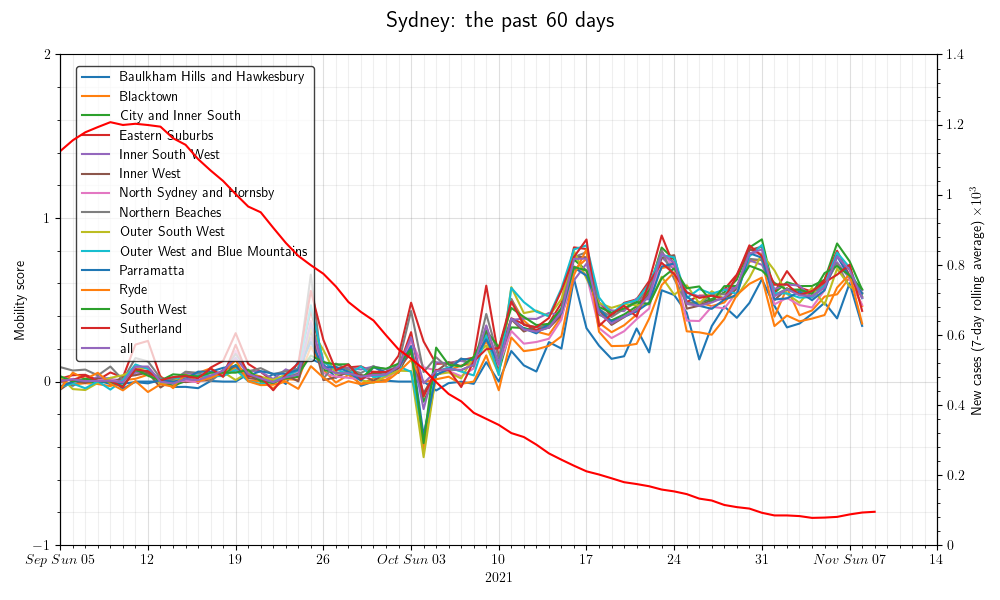 Sydney: the past 60 days
2
1
0
−1
Mobility score
Baulkham Hills and Hawkesbury
Blacktown
City and Inner South
Eastern Suburbs
Inner South West
Inner West
North Sydney and Hornsby
Northern Beaches
Outer South West
Outer West and Blue Mountains
Parramatta
Ryde
South West
Sutherland
all
1.4
1.2
1
0.8
0.6
0.4
0.2
0
New cases (7-day rolling average) ×10³
Sep Sun 05 12 19 26 Oct Sun 03 10 17 24 31 Nov Sun 07 14
2021